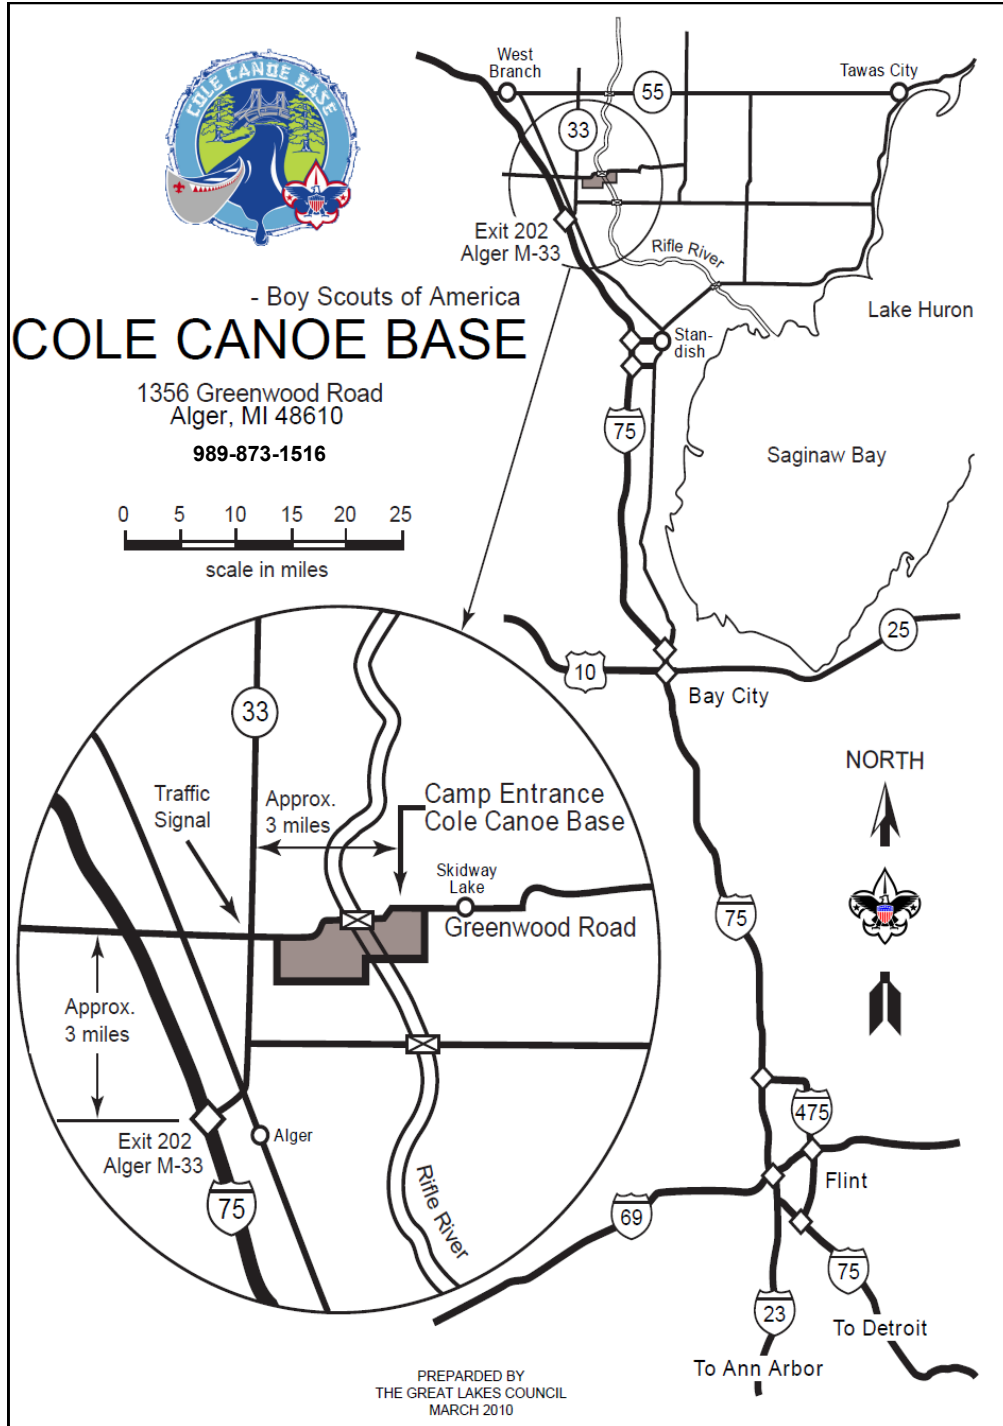 COLE CANOE BASE
- Boy Scouts of America
COLE CANOE BASE
1356 Greenwood Road
Alger, MI 48610
989-873-1516
0 5 10 15 20 25
scale in miles
West
Branch
55
Tawas City
33
Exit 202
Alger M-33
Rifle River
Lake Huron
Stan-
dish
75
Saginaw Bay
25
10
Bay City
NORTH
33
Traffic
Signal
Approx.
3 miles
Camp Entrance
Cole Canoe Base
Skidway
Lake
Greenwood Road
Approx.
3 miles
Exit 202
Alger M-33
Alger
75
Rifle River
75
475
Flint
69
75
23
To Detroit
To Ann Arbor
PREPARDED BY
THE GREAT LAKES COUNCIL
MARCH 2010